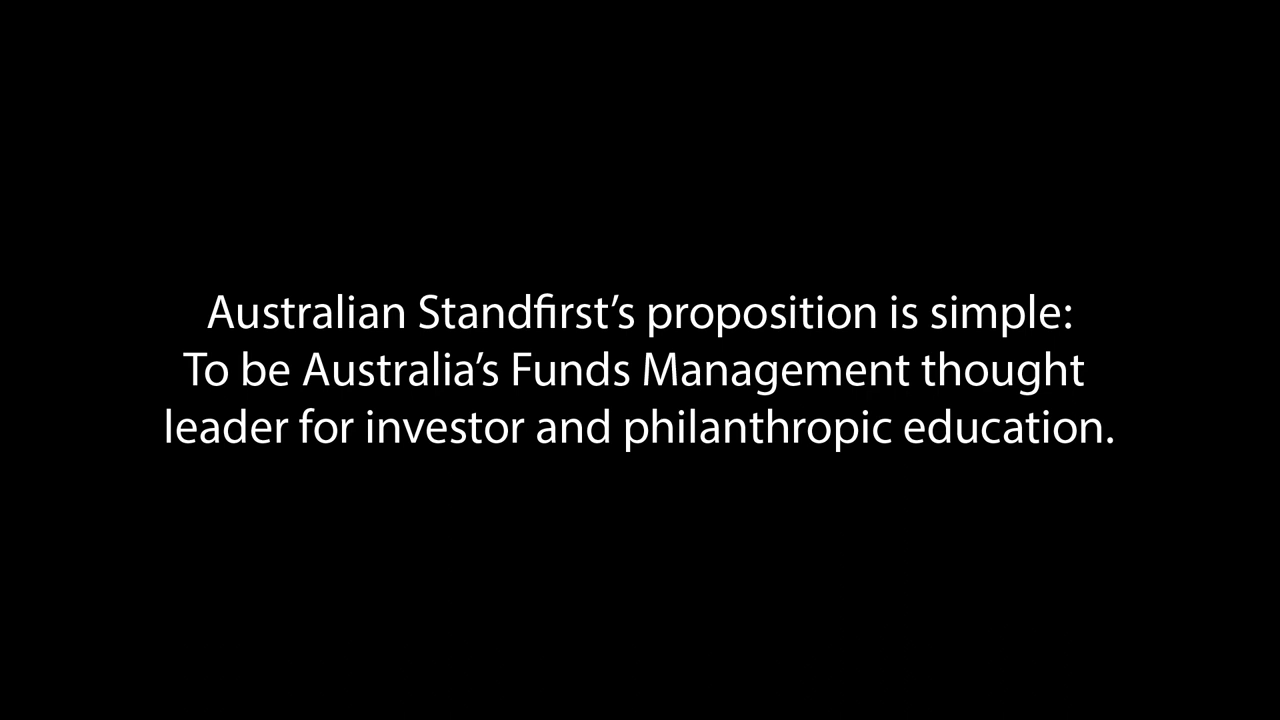 Australian Standfirst’s proposition is simple:
To be Australia’s Funds Management thought
leader for investor and philanthropic education.